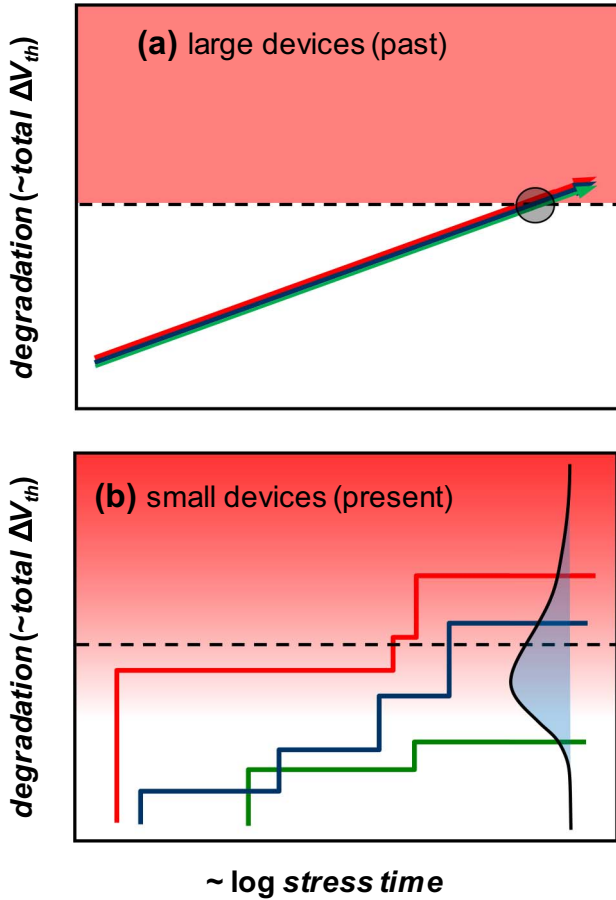 (a) large devices (past)
degradation (~total ΔVth)
(b) small devices (present)
degradation (~total ΔVth)
~ log stress time